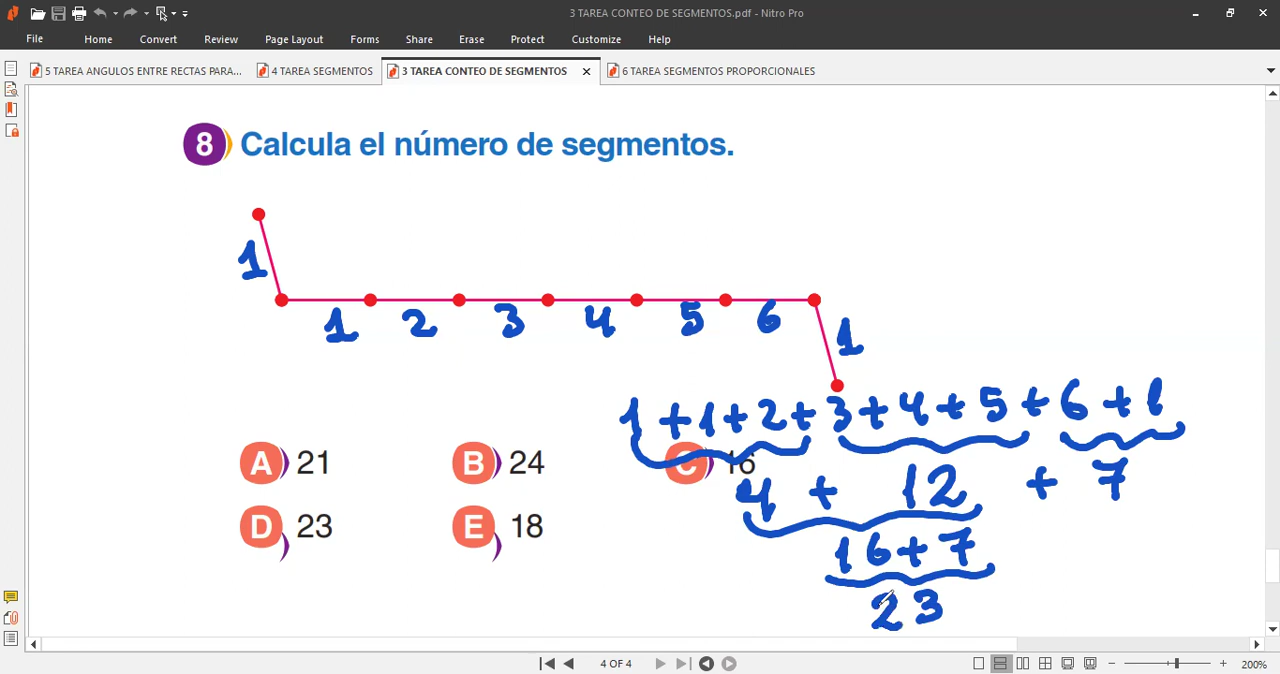 3 TAREA CONTEO DE SEGMENTOS.pdf - Nitro Pro
File Home Convert Review Page Layout Forms Share Erase Protect Customize Help
5 TAREA ANGULOS ENTRE RECTAS PARA... 4 TAREA SEGMENTOS 3 TAREA CONTEO DE SEGMENTOS 6 TAREA SEGMENTOS PROPORCIONALES
8 Calcula el número de segmentos.
1
1 2 3 4 5 6
1
1 + 1 + 2 + 3 + 4 + 5 + 6 + 1
A) 21 B) 24 C) 16
4 + 12 + 7
D) 23 E) 18
16 + 7
23
4 OF 4
200%